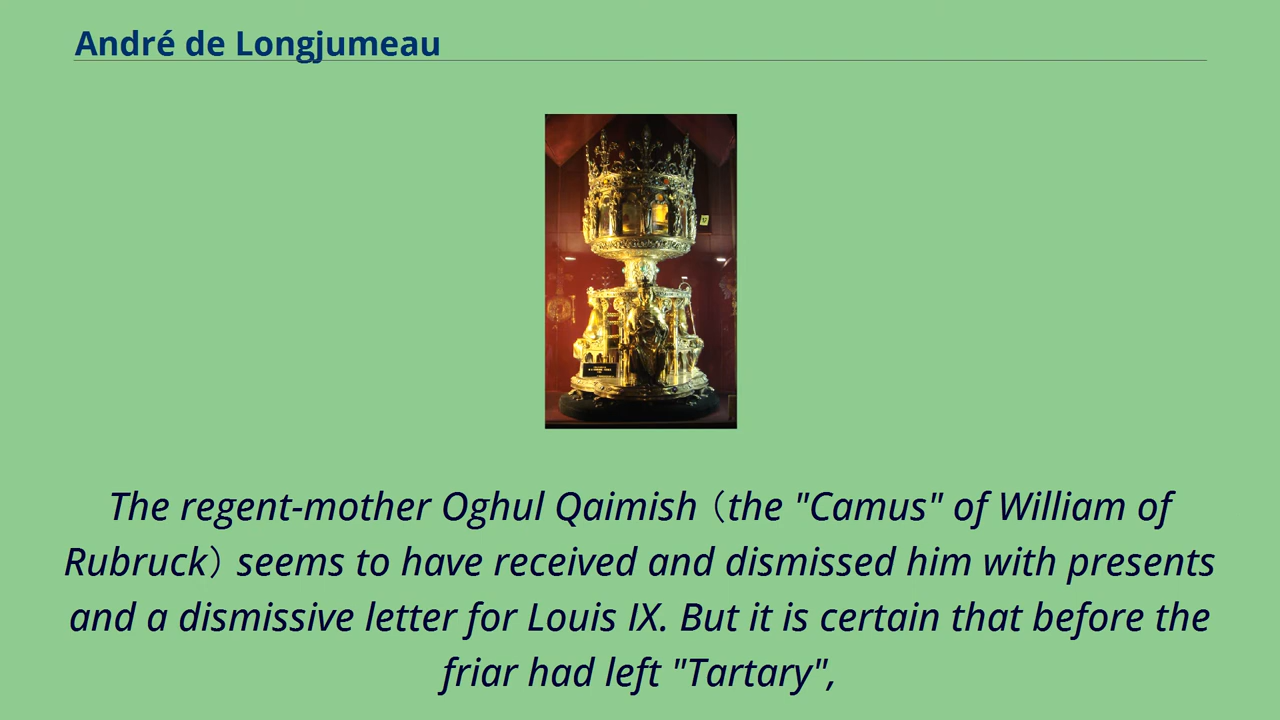 André de Longjumeau
The regent-mother Oghul Qaimish （the "Camus" of William of
Rubruck） seems to have received and dismissed him with presents
and a dismissive letter for Louis IX. But it is certain that before the
friar had left "Tartary",